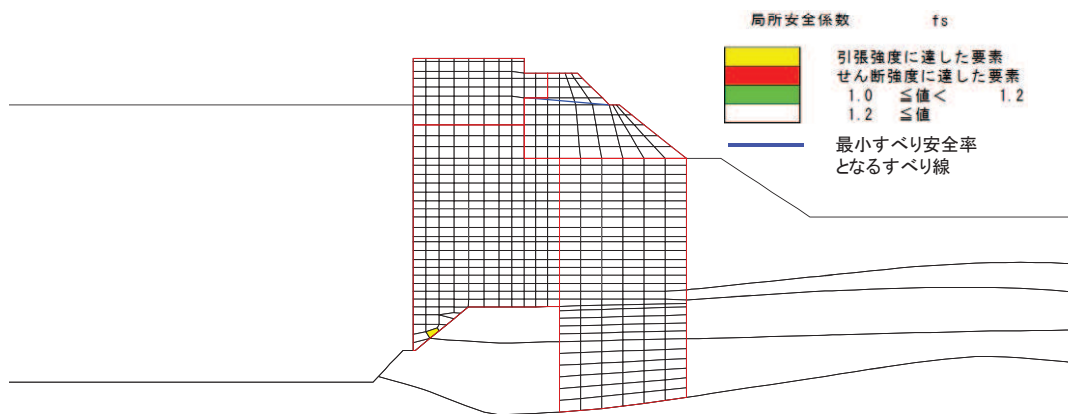 局所安全係数 fs
引張強度に達した要素
せん断強度に達した要素
1.0 ≦値< 1.2
1.2 ≦値
最小すべり安全率
となるすべり線